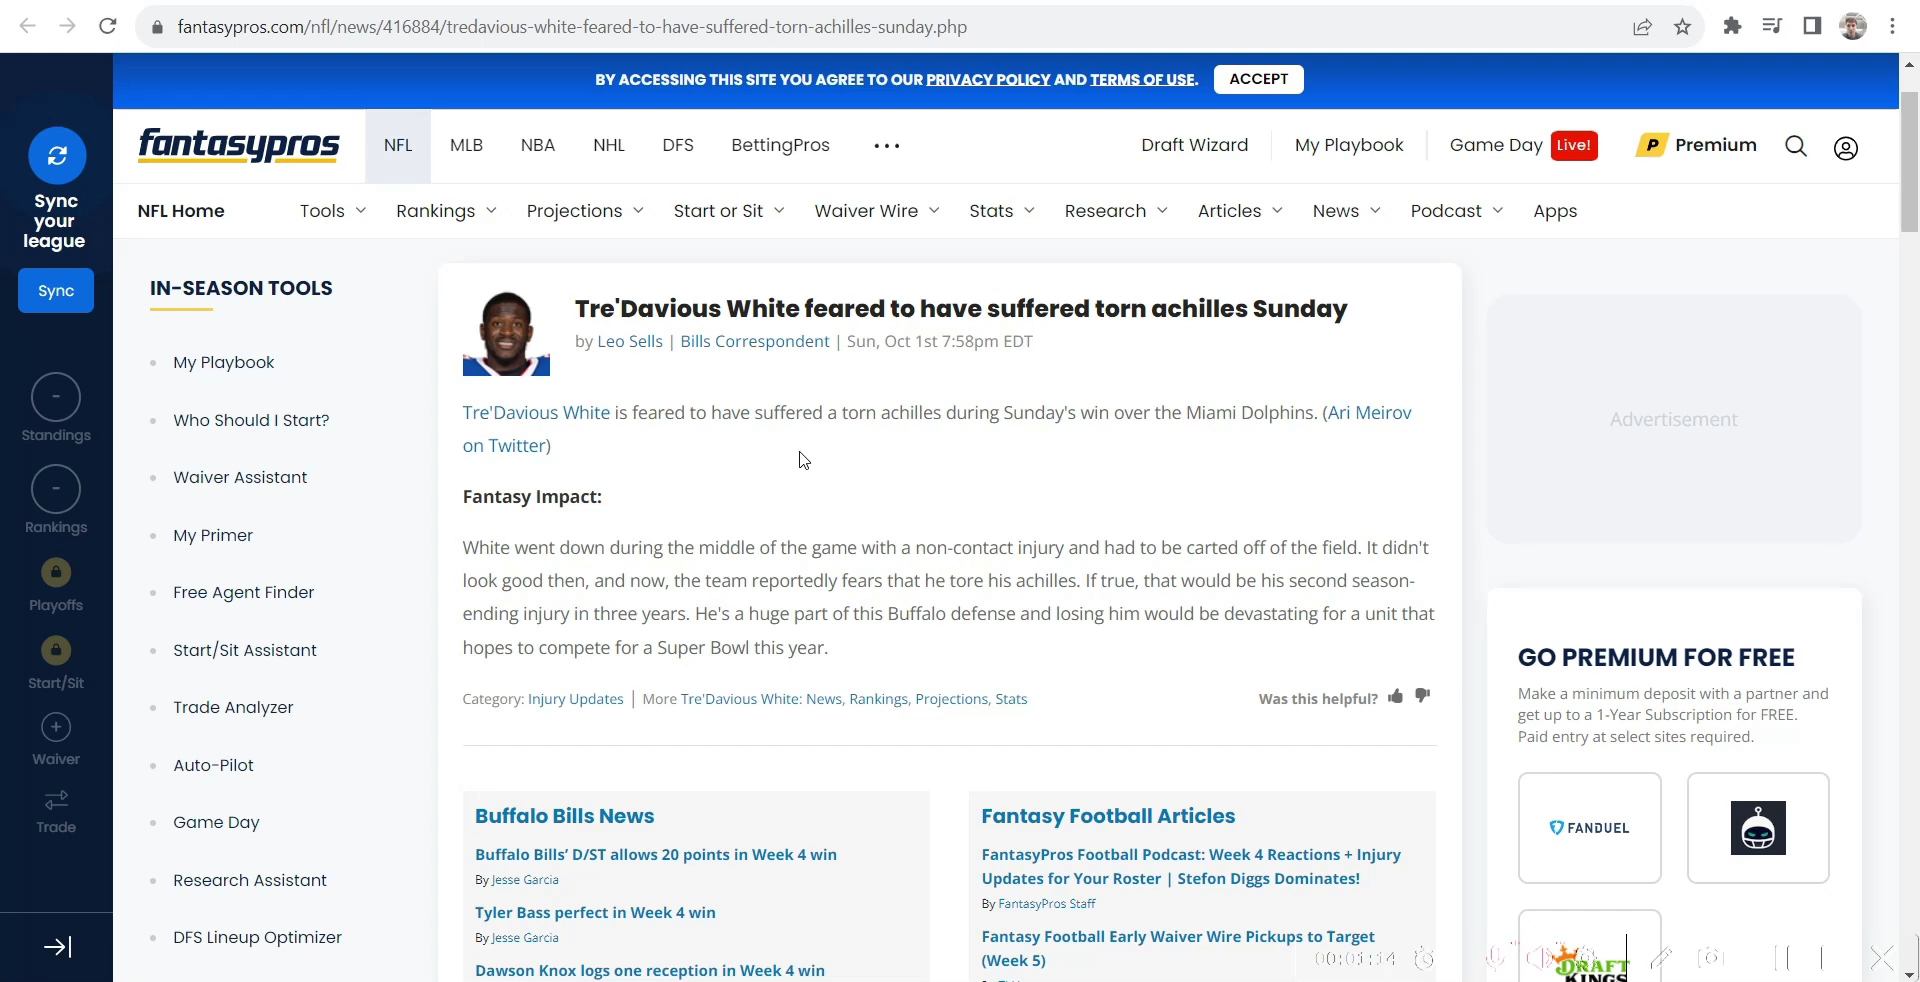 fantasypros.com/nfl/news/416884/tredavious-white-feared-to-have-suffered-torn-achilles-sunday.php
BY ACCESSING THIS SITE YOU AGREE TO OUR PRIVACY POLICY AND TERMS OF USE. ACCEPT
fantasypros NFL MLB NBA NHL DFS BettingPros ••• Draft Wizard My Playbook Game Day Live! P Premium
NFL Home Tools Rankings Projections Start or Sit Waiver Wire Stats Research Articles News Podcast Apps
Sync
your
league
Sync
-
Standings
-
Rankings
Playoffs
Start/Sit
Waiver
Trade
IN-SEASON TOOLS
My Playbook
Who Should I Start?
Waiver Assistant
My Primer
Free Agent Finder
Start/Sit Assistant
Trade Analyzer
Auto-Pilot
Game Day
Research Assistant
DFS Lineup Optimizer
Tre'Davious White feared to have suffered torn achilles Sunday
by Leo Sells | Bills Correspondent | Sun, Oct 1st 7:58pm EDT
Tre'Davious White is feared to have suffered a torn achilles during Sunday's win over the Miami Dolphins. (Ari Meirov
on Twitter)
Fantasy Impact:
White went down during the middle of the game with a non-contact injury and had to be carted off of the field. It didn't
look good then, and now, the team reportedly fears that he tore his achilles. If true, that would be his second season-
ending injury in three years. He's a huge part of this Buffalo defense and losing him would be devastating for a unit that
hopes to compete for a Super Bowl this year.
Category: Injury Updates | More Tre'Davious White: News, Rankings, Projections, Stats
Was this helpful?
Buffalo Bills News
Buffalo Bills’ D/ST allows 20 points in Week 4 win
By Jesse Garcia
Tyler Bass perfect in Week 4 win
By Jesse Garcia
Dawson Knox logs one reception in Week 4 win
Fantasy Football Articles
FantasyPros Football Podcast: Week 4 Reactions + Injury
Updates for Your Roster | Stefon Diggs Dominates!
By FantasyPros Staff
Fantasy Football Early Waiver Wire Pickups to Target
(Week 5)
Advertisement
GO PREMIUM FOR FREE
Make a minimum deposit with a partner and
get up to a 1-Year Subscription for FREE.
Paid entry at select sites required.
FANDUEL
DRAFT
KINGS
00:01:14